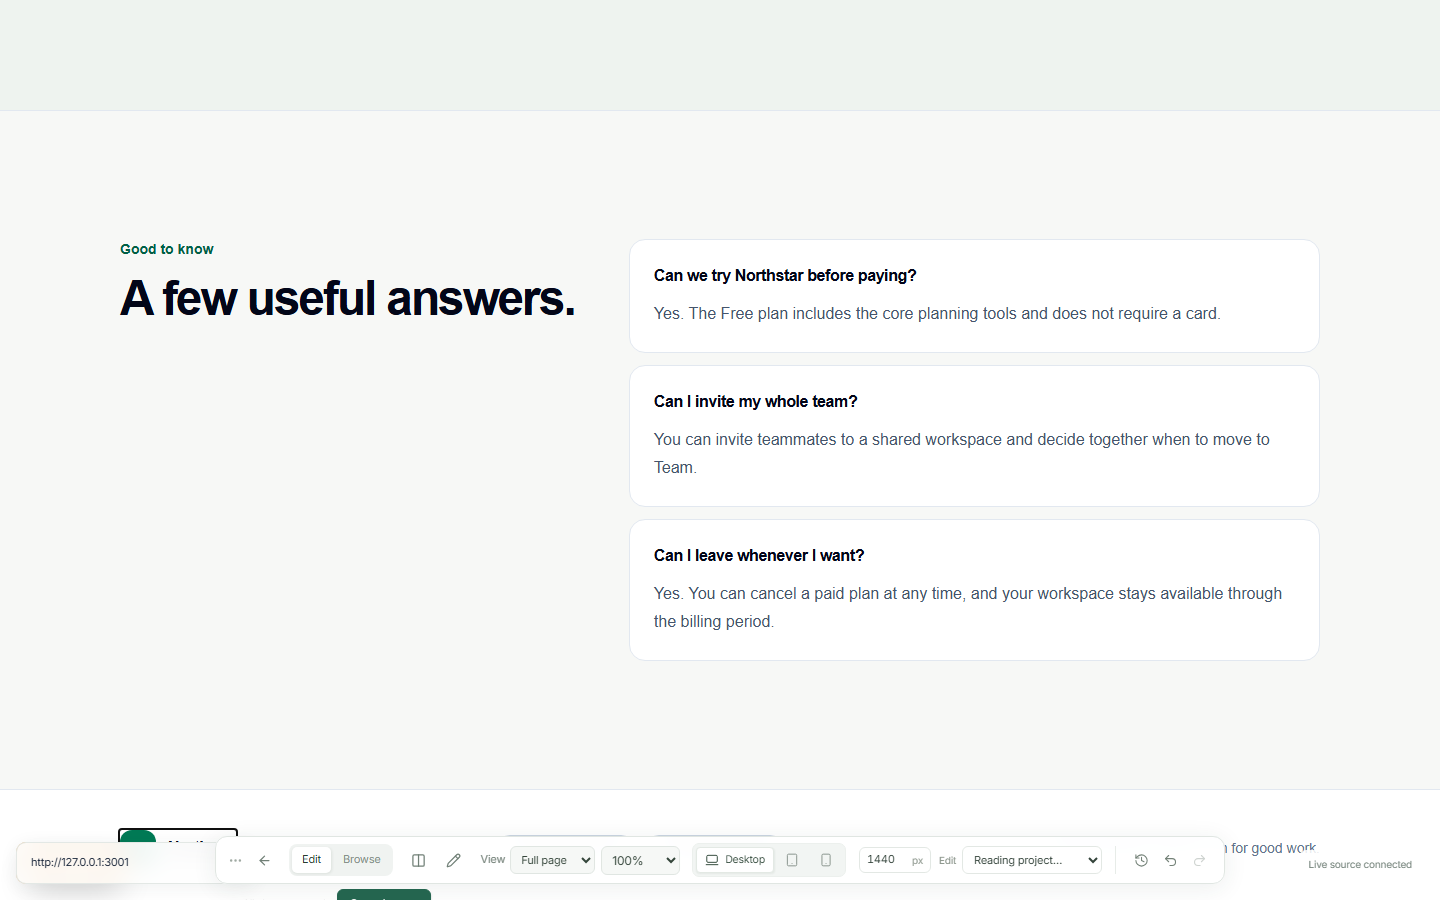 Good to know
A few useful answers.
Can we try Northstar before paying?
Yes. The Free plan includes the core planning tools and does not require a card.
Can I invite my whole team?
You can invite teammates to a shared workspace and decide together when to move to
Team.
Can I leave whenever I want?
Yes. You can cancel a paid plan at any time, and your workspace stays available through
the billing period.
for good work
http://127.0.0.1:3001
Edit
Browse
View
Full page
100%
Desktop
1440
px
Edit
Reading project...
Live source connected